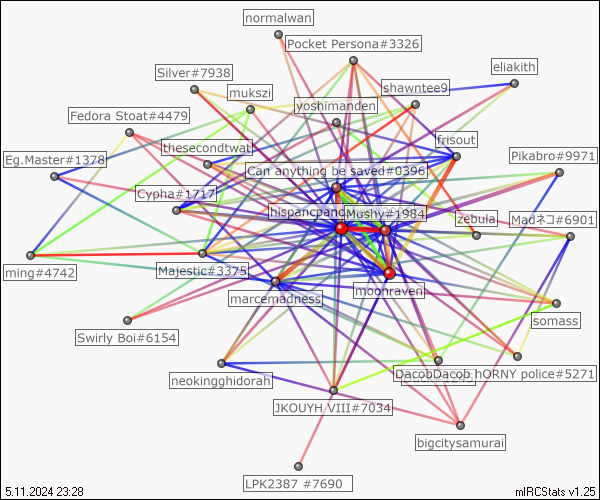 normalwan
Pocket Persona#3326
eliakith
Silver#7938
shawntee9
mukszi
yoshimanden
Fedora Stoat#4479
frisout
thesecondtwat
Pikabro#9971
Eg.Master#1378
Can anything be saved#0396
Cypha#1717
hispancpanc
Mushy#1984
zebula
Madネコ#6901
ming#4742
Majestic#3375
moonraven
marcemadness
somass
Swirly Boi#6154
neokingghidorah
DacobDacob_hORNY police#5271
JKOUYH VIII#7034
bigcitysamurai
LPK2387 #7690
5.11.2024 23:28
mIRCStats v1.25